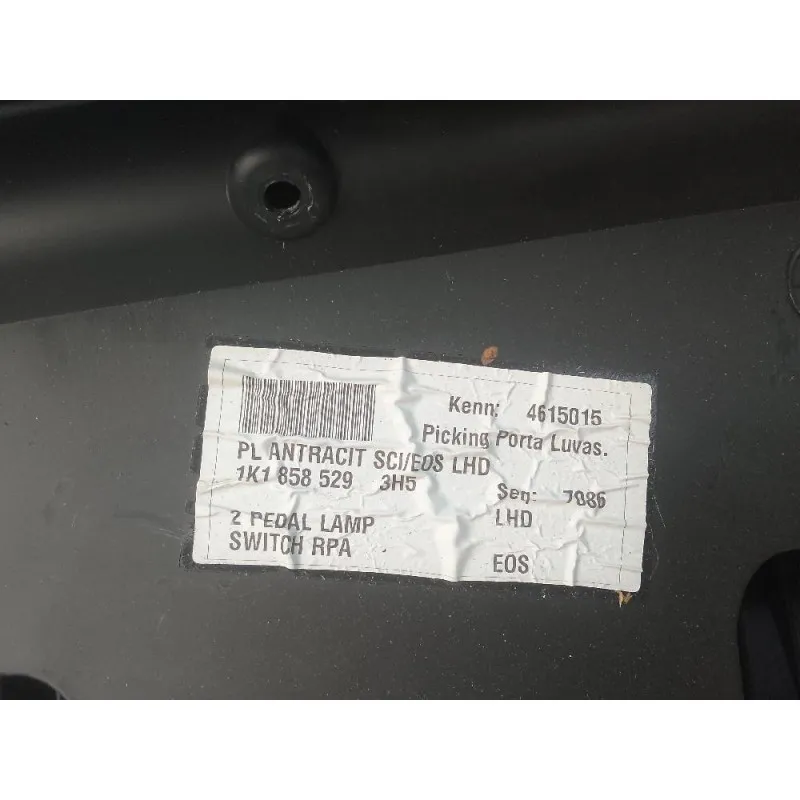 Kenn: 4615015
Picking Porta Luvas.
PL ANTRACIT SCI/EOS LHD
1K1 858 529 3H5
Seq: 7886
LHD
2 PEDAL LAMP
SWITCH RPA
EOS